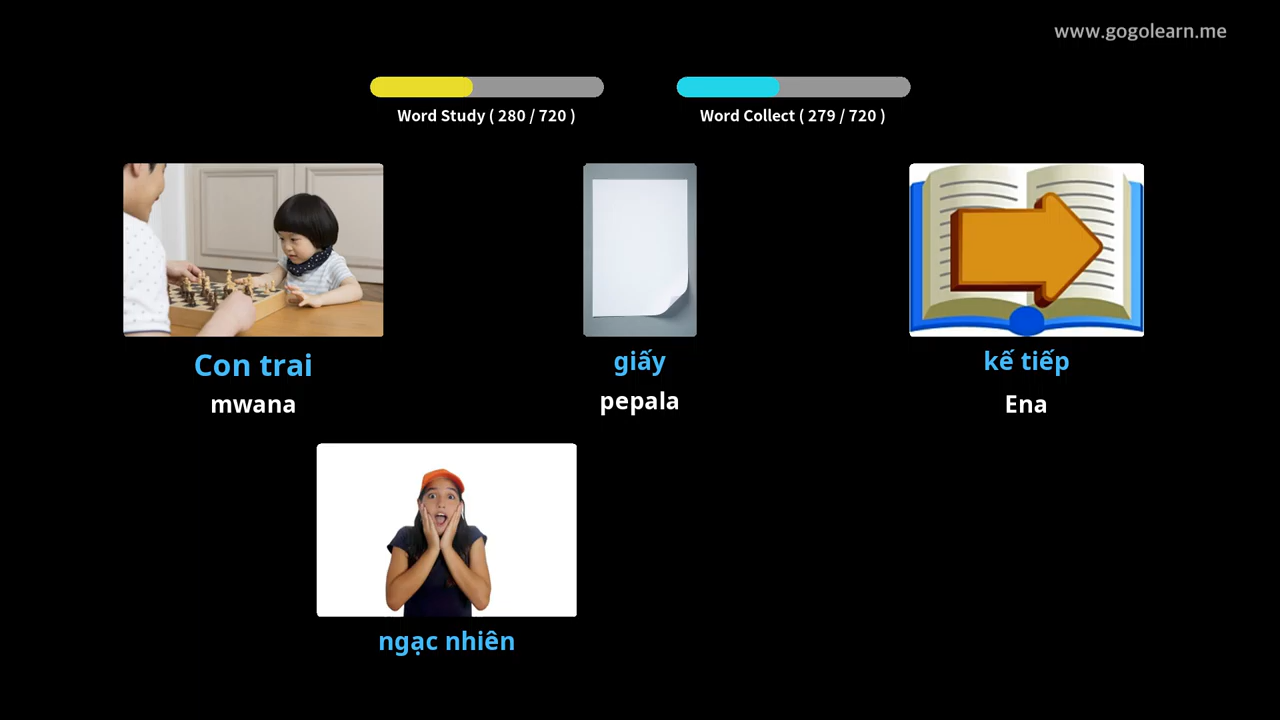 www.gogolearn.me
Word Study ( 280 / 720 )
Word Collect ( 279 / 720 )
Con trai
mwana
giấy
pepala
kế tiếp
Ena
ngạc nhiên